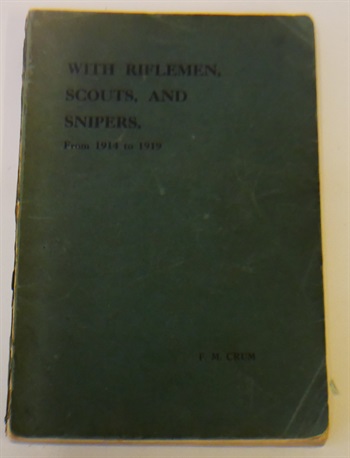 WITH RIFLEMEN,
SCOUTS, AND
SNIPERS.
From 1914 to 1919
F. M. CRUM